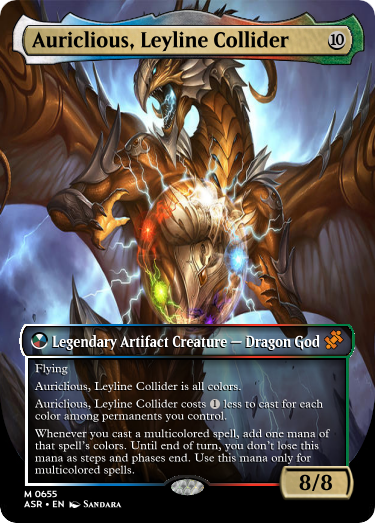 Auriclious, Leyline Collider 10
Legendary Artifact Creature — Dragon God
Flying
Auriclious, Leyline Collider is all colors.
Auriclious, Leyline Collider costs 1 less to cast for each
color among permanents you control.
Whenever you cast a multicolored spell, add one mana of
that spell's colors. Until end of turn, you don't lose this
mana as steps and phases end. Use this mana only for
multicolored spells.
8/8
M 0655
ASR • EN Sandara